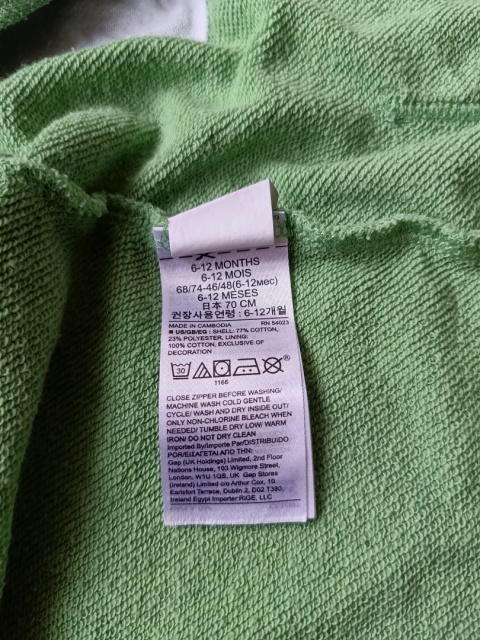 6-12 MONTHS
6-12 MOIS
68/74-46/48(6-12мес)
6-12 MESES
日本 70 CM
권장사용연령 : 6-12개월
MADE IN CAMBODIA RN 54023
■ US/GB/EG : SHELL: 77% COTTON,
23% POLYESTER, LINING:
100% COTTON, EXCLUSIVE OF
DECORATION
30
1166
CLOSE ZIPPER BEFORE WASHING/
MACHINE WASH COLD GENTLE
CYCLE/ WASH AND DRY INSIDE OUT/
ONLY NON-CHLORINE BLEACH WHEN
NEEDED/ TUMBLE DRY LOW/ WARM
IRON/ DO NOT DRY CLEAN
Imported By/Importe Par/DISTRIBUIDO
POR/ΕΙΣΑΓΕΤΑΙ ΑΠΟ ΤΗΝ:
Gap (UK Holdings) Limited, 2nd Floor
Nations House, 103 Wigmore Street,
London, W1U 1QS, UK Gap Stores
(Ireland) Limited c/o Arthur Cox, 10
Earlsfort Terrace, Dublin 2, D02 T380,
Ireland Egypt Importer RIGE, LLC